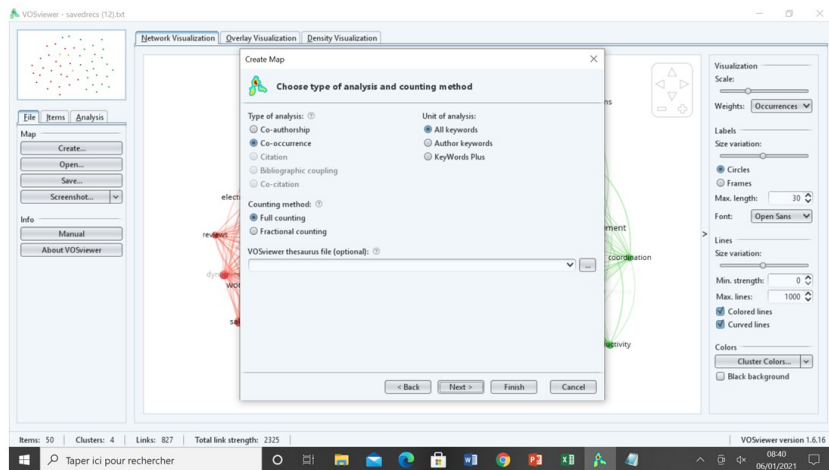 VOSviewer - savedrecs (12).txt
Network Visualization Overlay Visualization Density Visualization
File Items Analysis
Map
Create...
Open...
Save...
Screenshot...
Info
Manual
About VOSviewer
Create Map
Choose type of analysis and counting method
Type of analysis:
Co-authorship
Co-occurrence
Citation
Bibliographic coupling
Co-citation
Unit of analysis:
All keywords
Author keywords
KeyWords Plus
Counting method:
Full counting
Fractional counting
VOSviewer thesaurus file (optional):
...
< Back Next > Finish Cancel
elect
reviews
sa
ns
ment
coordination
uctivity
Visualization
Scale:
Weights: Occurrences
Labels
Size variation:
Circles
Frames
Max. length: 30
Font: Open Sans
Lines
Size variation:
Min. strength: 0
Max. lines: 1000
Colored lines
Curved lines
Colors
Cluster Colors...
Black background
Items: 50 Clusters: 4 Links: 827 Total link strength: 2325 VOSviewer version 1.6.16
Taper ici pour rechercher
08:40
06/01/2021